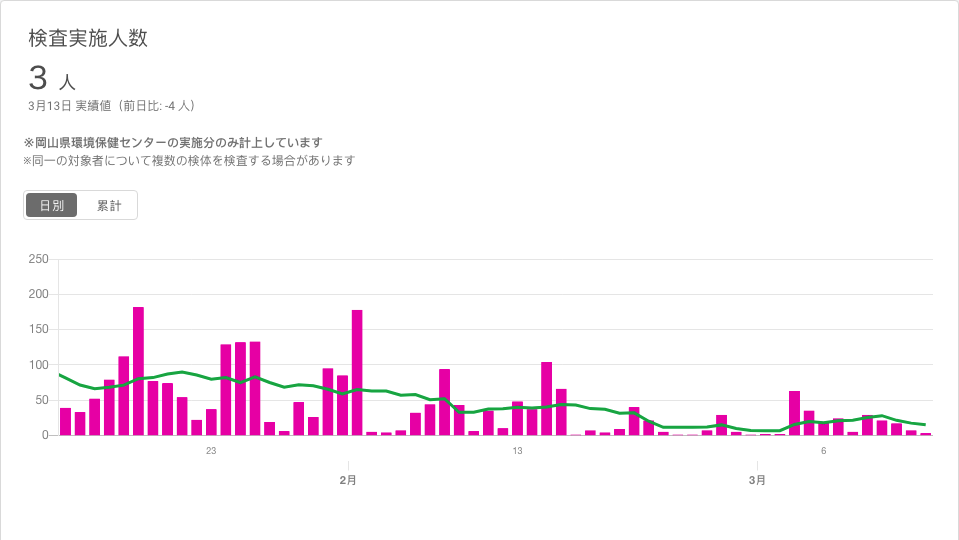 検査実施人数
3 人
3月13日 実績値（前日比: -4 人）
※岡山県環境保健センターの実施分のみ計上しています
※同一の対象者について複数の検体を検査する場合があります
日別 累計
250
200
150
100
50
0
23 13 6
2月 3月